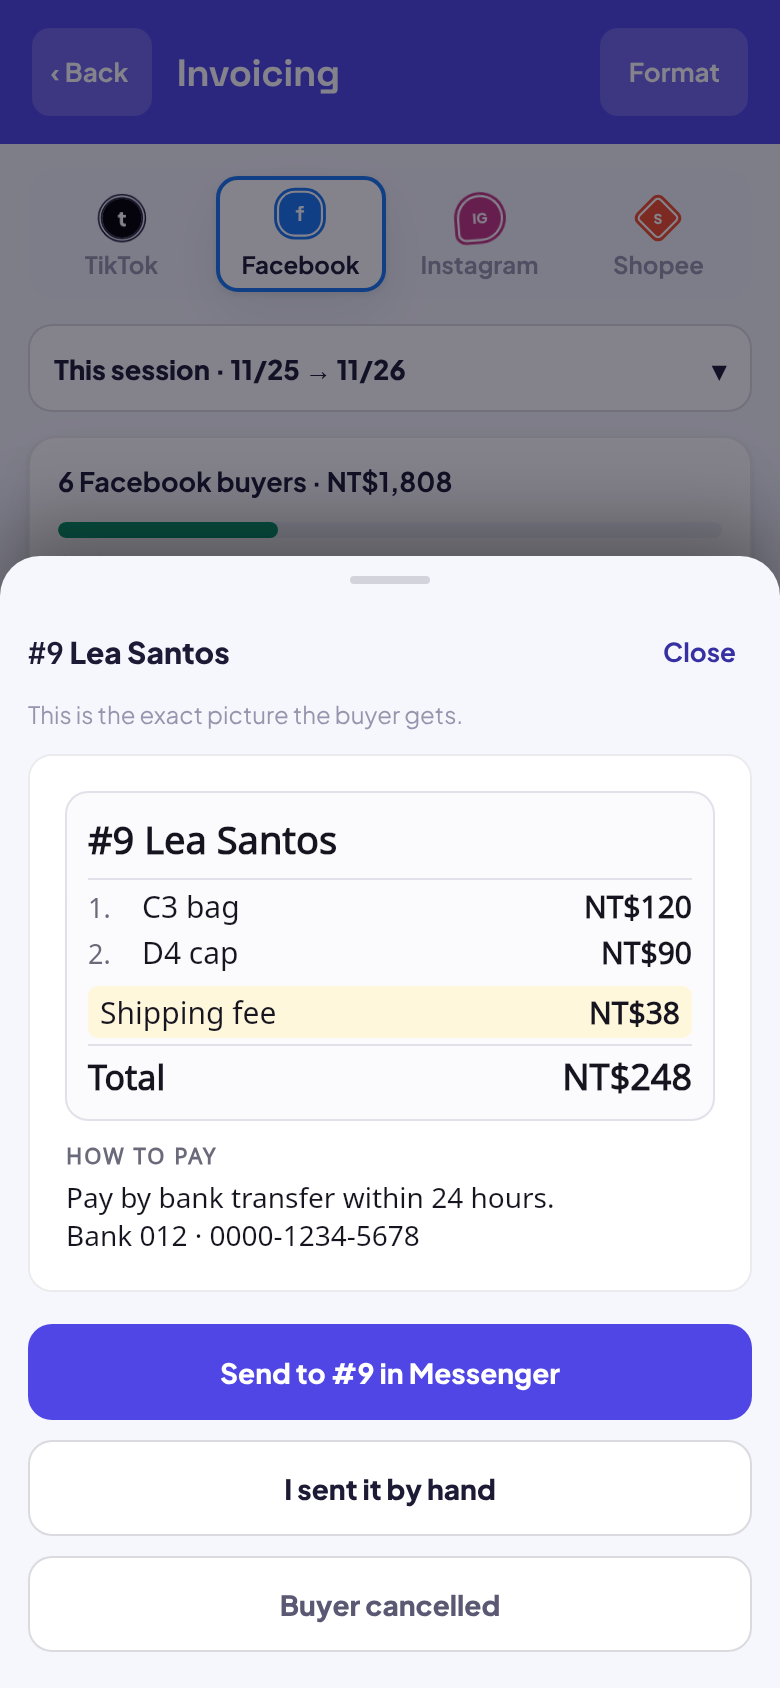 ‹ Back
Invoicing
Format
t
f
IG
S
TikTok
Facebook
Instagram
Shopee
This session · 11/25 → 11/26 ▼
6 Facebook buyers · NT$1,808
#9 Lea Santos
Close
This is the exact picture the buyer gets.
#9 Lea Santos
1. C3 bag NT$120
2. D4 cap NT$90
Shipping fee NT$38
Total NT$248
HOW TO PAY
Pay by bank transfer within 24 hours.
Bank 012 · 0000-1234-5678
Send to #9 in Messenger
I sent it by hand
Buyer cancelled